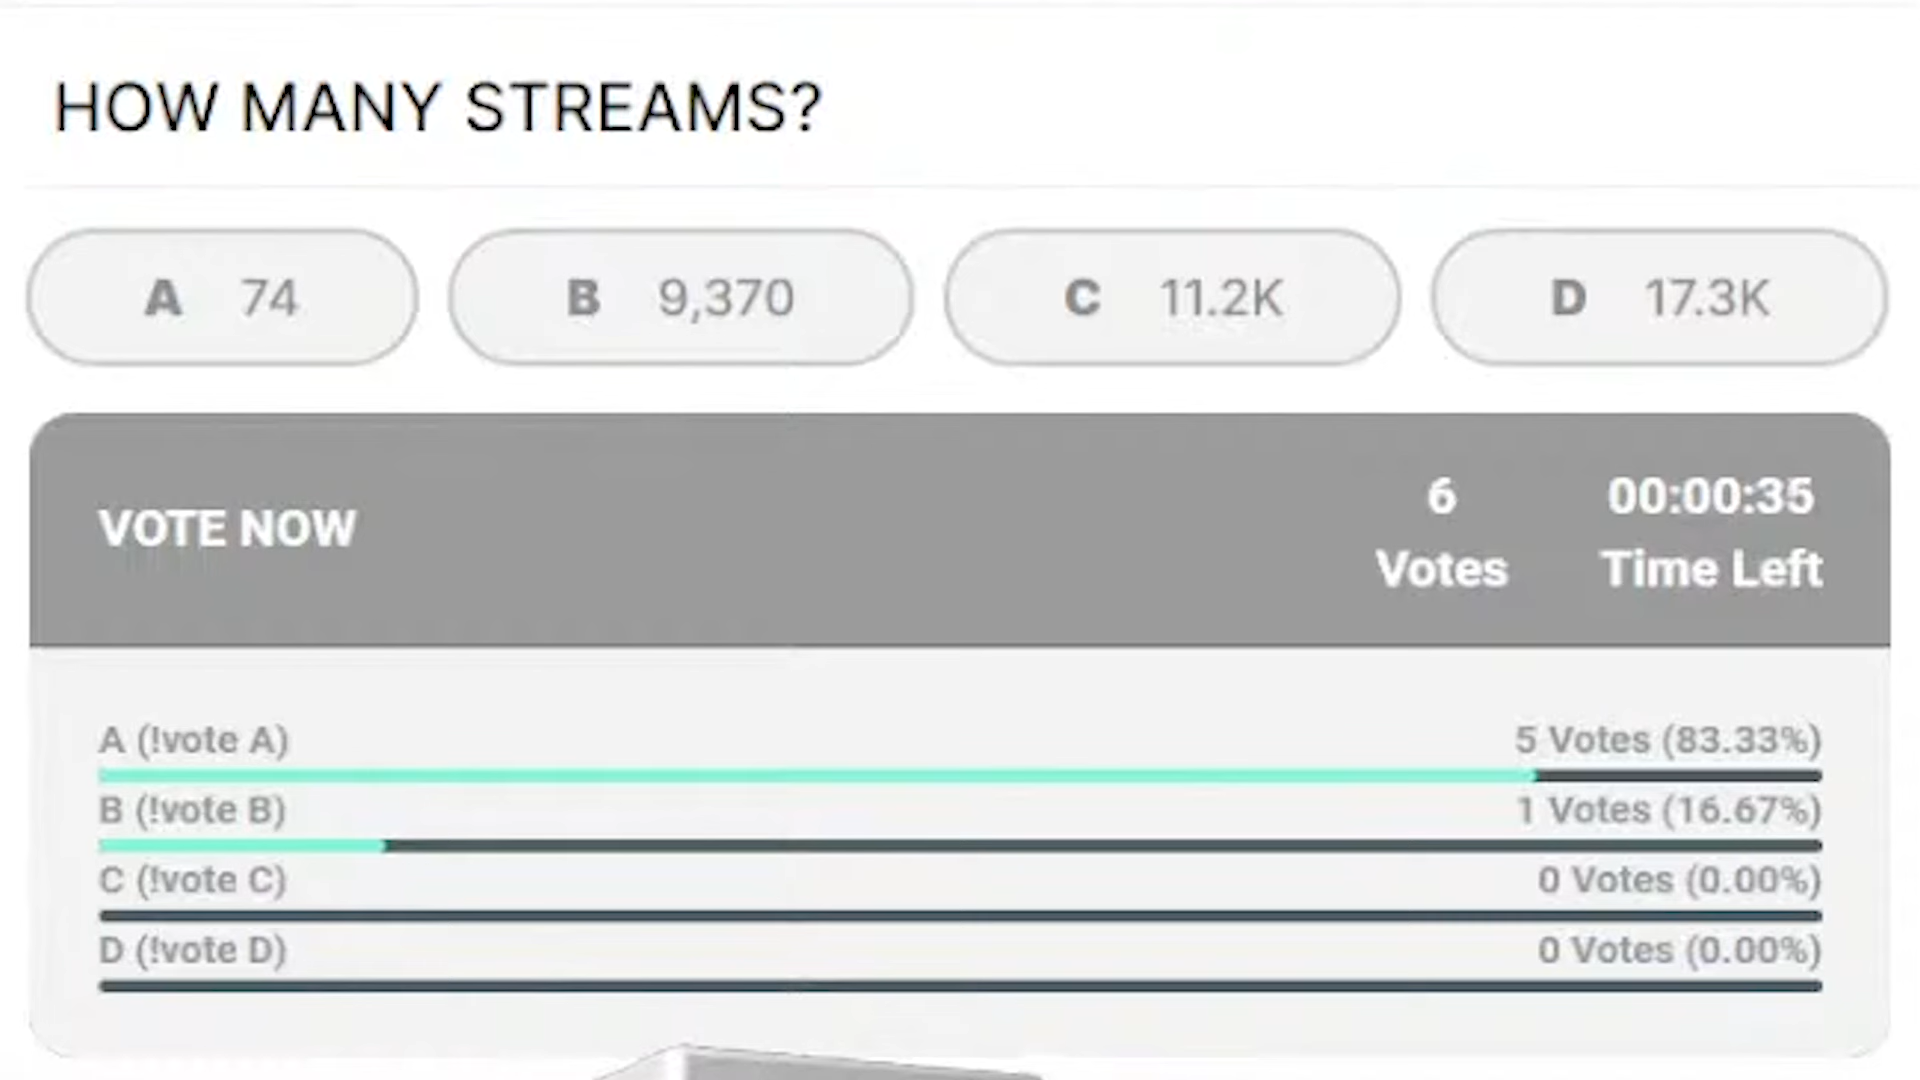 HOW MANY STREAMS?
A 74 B 9,370 C 11.2K D 17.3K
VOTE NOW
6 Votes
00:00:35 Time Left
A (!vote A) 5 Votes (83.33%)
B (!vote B) 1 Votes (16.67%)
C (!vote C) 0 Votes (0.00%)
D (!vote D) 0 Votes (0.00%)